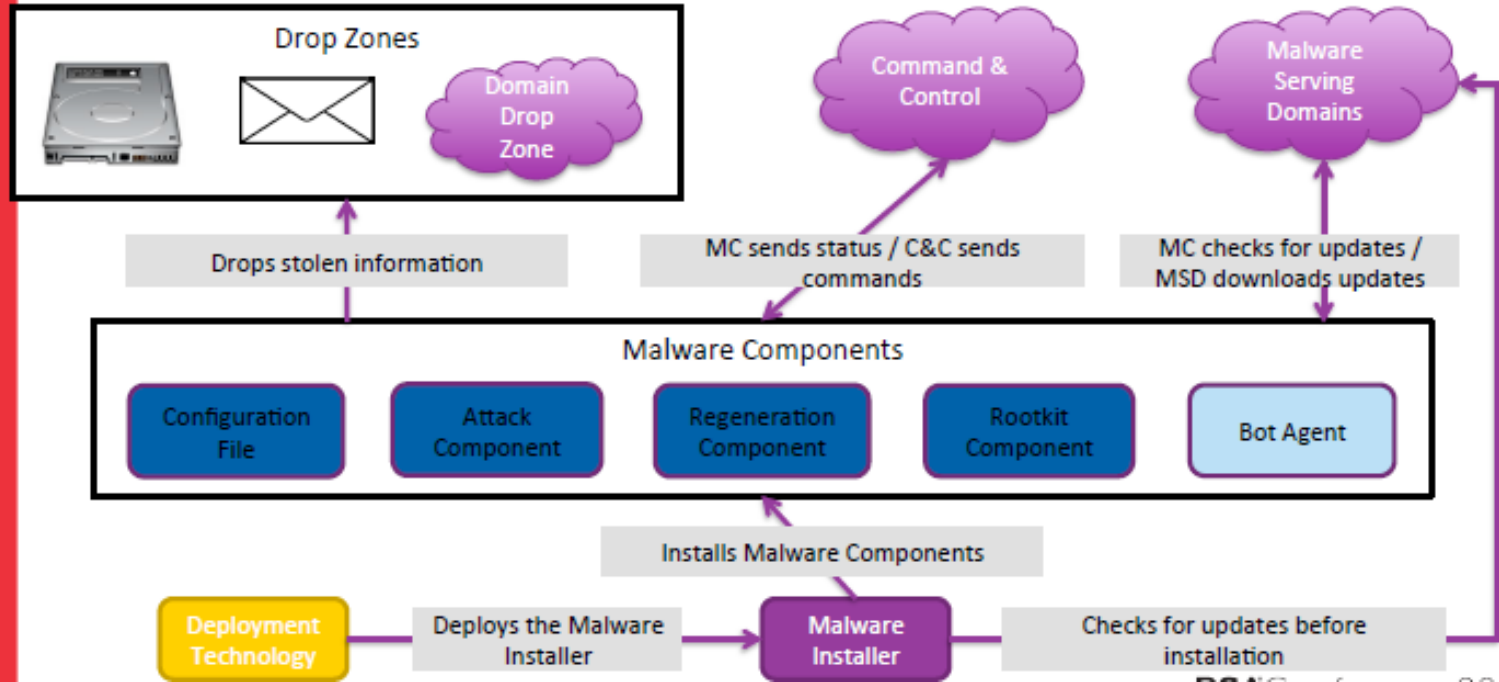 Drop Zones
Domain
Drop
Zone
Command &
Control
Malware
Serving
Domains
Drops stolen information
MC sends status / C&C sends
commands
MC checks for updates /
MSD downloads updates
Malware Components
Configuration
File
Attack
Component
Regeneration
Component
Rootkit
Component
Bot Agent
Installs Malware Components
Deployment
Technology
Deploys the Malware
Installer
Malware
Installer
Checks for updates before
installation